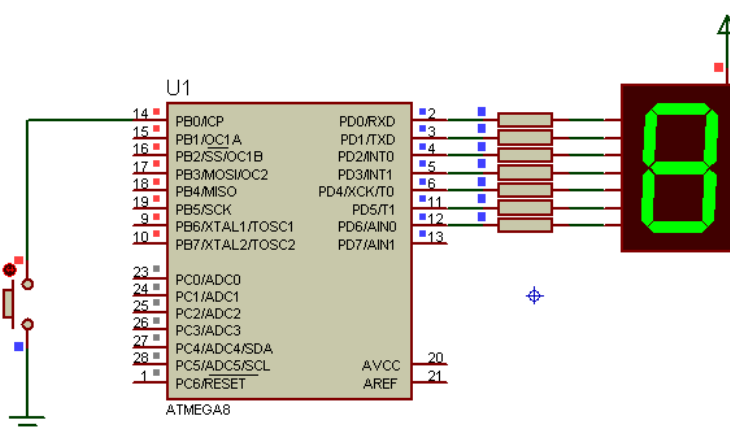 U1
14 PB0/ICP PD0/RXD 2
15 PB1/OC1A PD1/TXD 3
16 PB2/SS/OC1B PD2/INT0 4
17 PB3/MOSI/OC2 PD3/INT1 5
18 PB4/MISO PD4/XCK/T0 6
19 PB5/SCK PD5/T1 11
9 PB6/XTAL1/TOSC1 PD6/AIN0 12
10 PB7/XTAL2/TOSC2 PD7/AIN1 13
23 PC0/ADC0
24 PC1/ADC1
25 PC2/ADC2
26 PC3/ADC3
27 PC4/ADC4/SDA
28 PC5/ADC5/SCL AVCC 20
1 PC6/RESET AREF 21
ATMEGA8
8